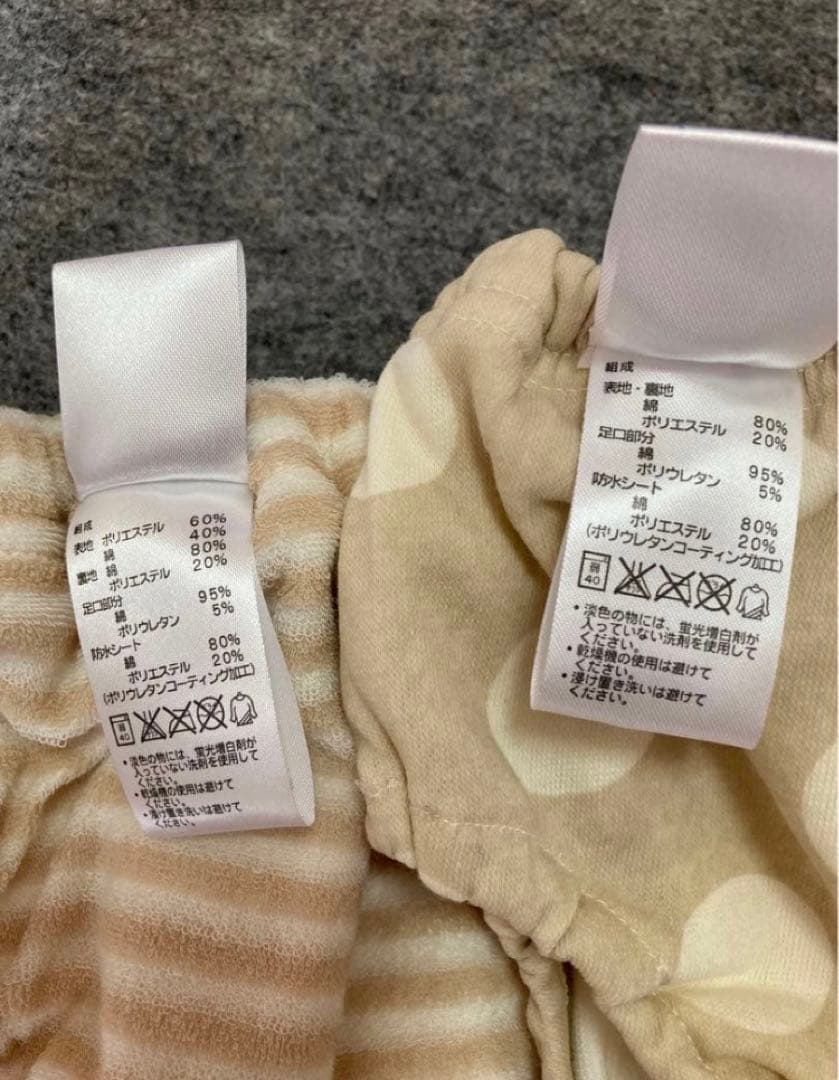 組成
表地 ポリエステル 60%
綿 40%
裏地 綿 80%
ポリエステル 20%
足口部分
綿 95%
ポリウレタン 5%
防水シート
綿 80%
ポリエステル 20%
(ポリウレタンコーティング加工)
弱
40
・淡色の物には、蛍光増白剤が
入っていない洗剤を使用して
ください。
・乾燥機の使用は避けて
ください。
・浸け置き洗いは避けて
ください。
組成
表地・裏地
綿 80%
ポリエステル 20%
足口部分
綿 95%
ポリウレタン 5%
防水シート
綿 80%
ポリエステル 20%
(ポリウレタンコーティング加工)
弱
40
・淡色の物には、蛍光増白剤が
入っていない洗剤を使用して
ください。
・乾燥機の使用は避けて
ください。
・浸け置き洗いは避けて
ください。